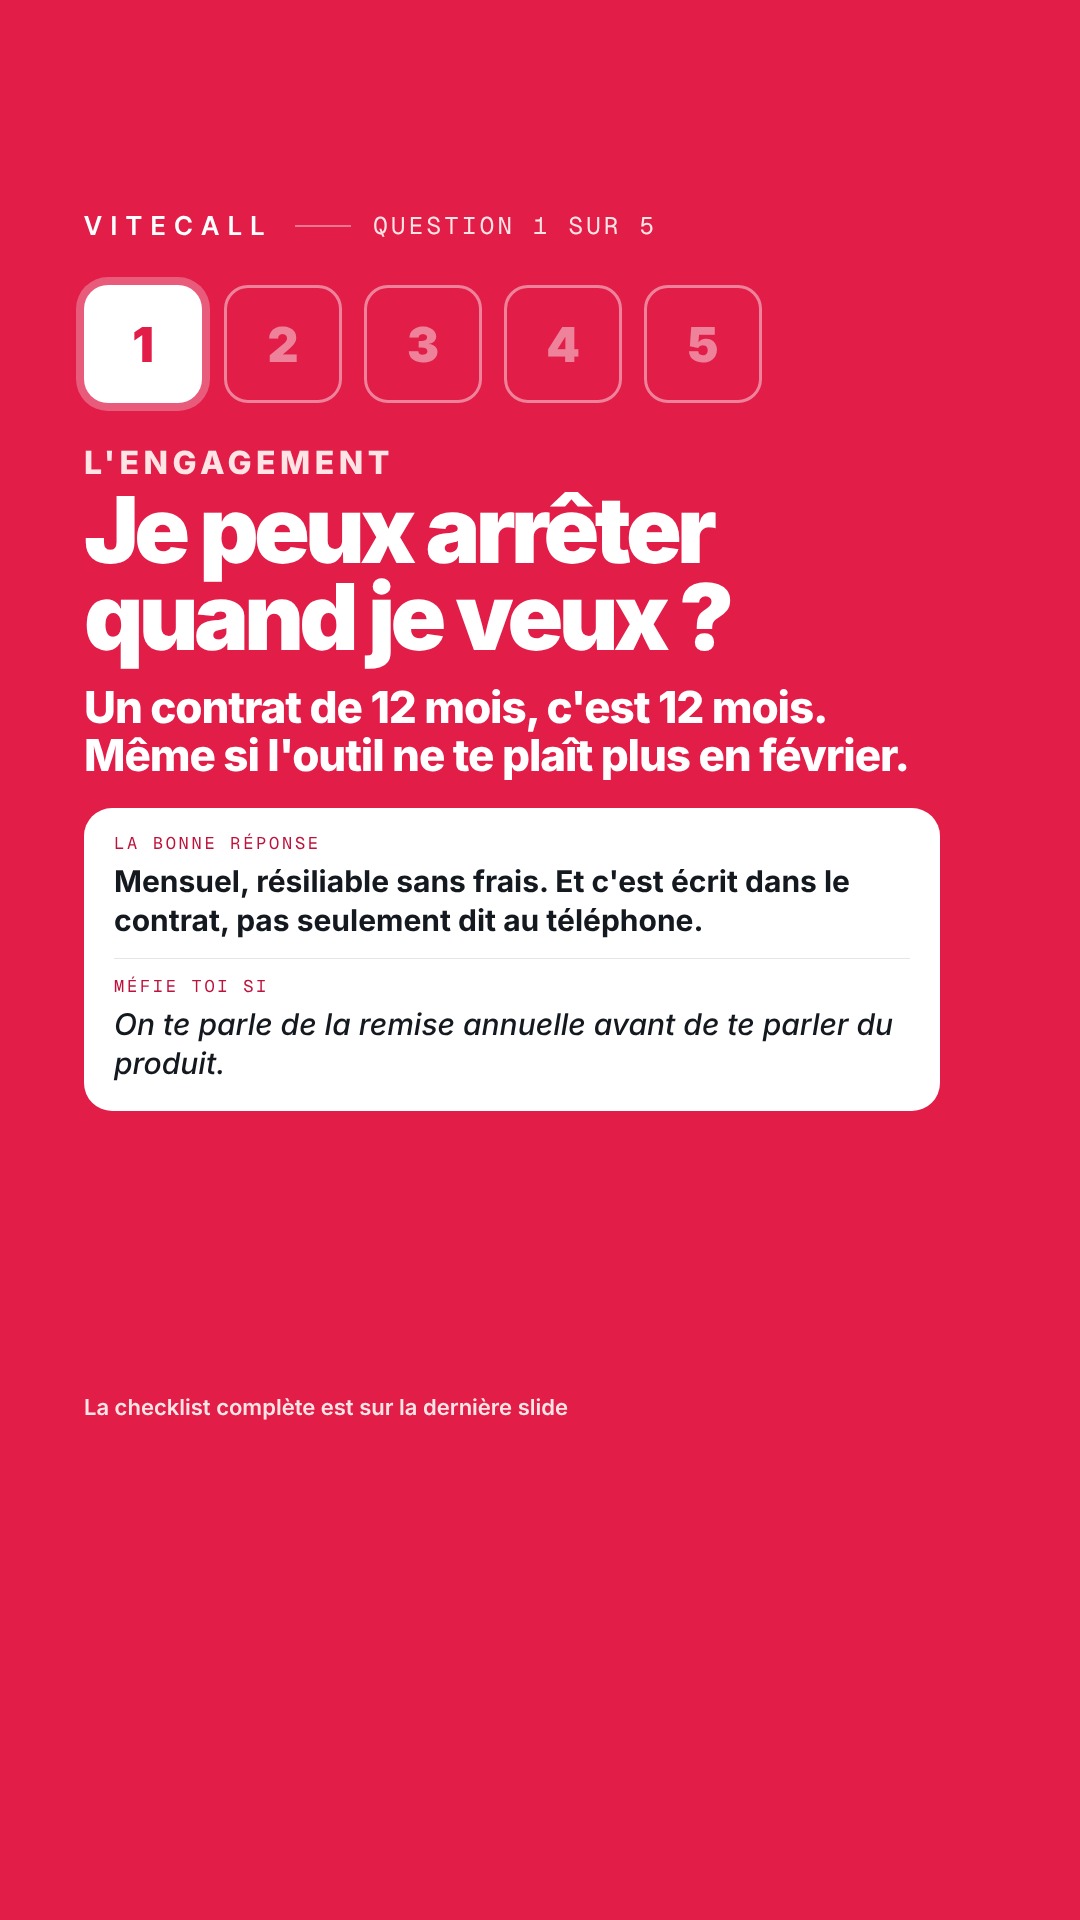 VITECALL — QUESTION 1 SUR 5
1 2 3 4 5
L'ENGAGEMENT
Je peux arrêter
quand je veux ?
Un contrat de 12 mois, c'est 12 mois.
Même si l'outil ne te plaît plus en février.
LA BONNE RÉPONSE
Mensuel, résiliable sans frais. Et c'est écrit dans le
contrat, pas seulement dit au téléphone.
MÉFIE TOI SI
On te parle de la remise annuelle avant de te parler du
produit.
La checklist complète est sur la dernière slide